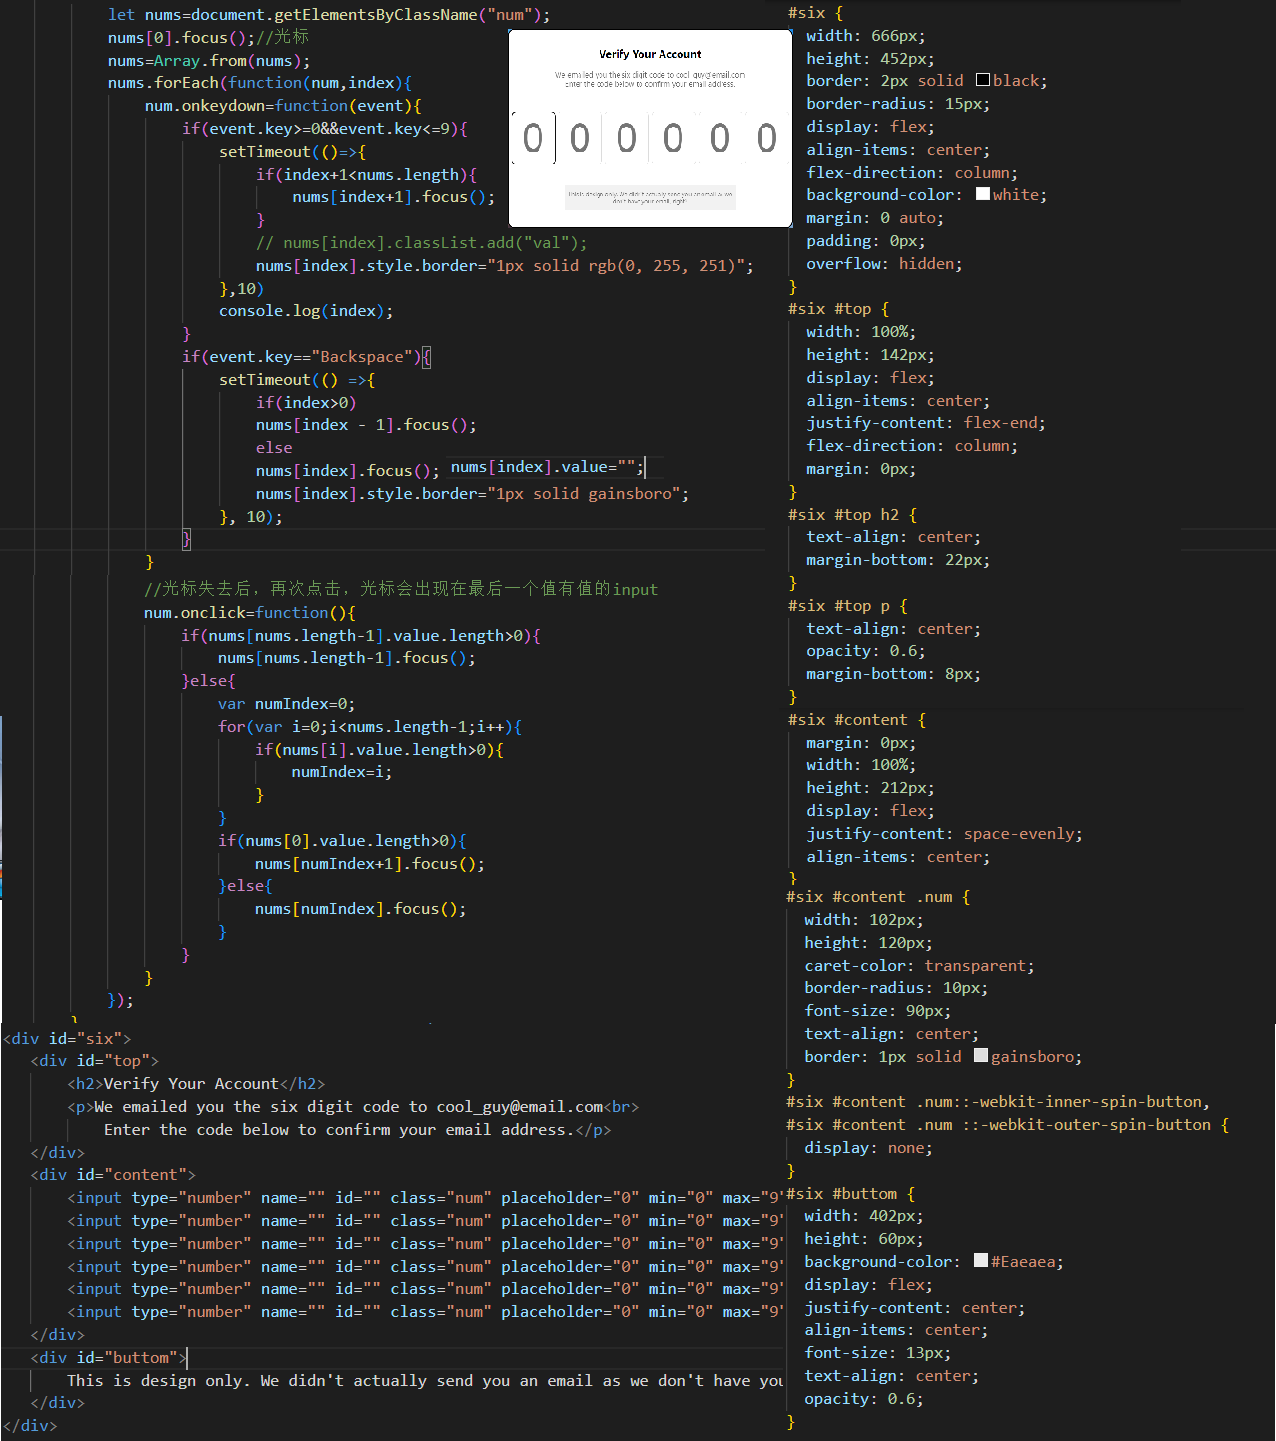 let nums=document.getElementsByClassName("num");
nums[0].focus();//光标
nums=Array.from(nums);
nums.forEach(function(num,index){
num.onkeydown=function(event){
if(event.key>=0&&event.key<=9){
setTimeout(()=>{
if(index+1<nums.length){
nums[index+1].focus();
}
// nums[index].classList.add("val");
nums[index].style.border="1px solid rgb(0, 255, 251)";
},10)
console.log(index);
}
if(event.key=="Backspace"){
setTimeout(() =>{
if(index>0)
nums[index - 1].focus();
else
nums[index].focus(); nums[index].value="";
nums[index].style.border="1px solid gainsboro";
}, 10);
}
}
//光标失去后，再次点击，光标会出现在最后一个值有值的input
num.onclick=function(){
if(nums[nums.length-1].value.length>0){
nums[nums.length-1].focus();
}else{
var numIndex=0;
for(var i=0;i<nums.length-1;i++){
if(nums[i].value.length>0){
numIndex=i;
}
}
if(nums[0].value.length>0){
nums[numIndex+1].focus();
}else{
nums[numIndex].focus();
}
}
}
});
}
<div id="six">
<div id="top">
<h2>Verify Your Account</h2>
<p>We emailed you the six digit code to cool_guy@email.com<br>
Enter the code below to confirm your email address.</p>
</div>
<div id="content">
<input type="number" name="" id="" class="num" placeholder="0" min="0" max="9"
<input type="number" name="" id="" class="num" placeholder="0" min="0" max="9"
<input type="number" name="" id="" class="num" placeholder="0" min="0" max="9"
<input type="number" name="" id="" class="num" placeholder="0" min="0" max="9"
<input type="number" name="" id="" class="num" placeholder="0" min="0" max="9"
<input type="number" name="" id="" class="num" placeholder="0" min="0" max="9"
</div>
<div id="buttom">
This is design only. We didn't actually send you an email as we don't have you
</div>
</div>
Verify Your Account
We emailed you the six digit code to cool_guy@email.com
Enter the code below to confirm your email address.
0 0 0 0 0 0
This is design only. We didn't actually send you an email as we
don't have your email, right?
#six {
width: 666px;
height: 452px;
border: 2px solid black;
border-radius: 15px;
display: flex;
align-items: center;
flex-direction: column;
background-color: white;
margin: 0 auto;
padding: 0px;
overflow: hidden;
}
#six #top {
width: 100%;
height: 142px;
display: flex;
align-items: center;
justify-content: flex-end;
flex-direction: column;
margin: 0px;
}
#six #top h2 {
text-align: center;
margin-bottom: 22px;
}
#six #top p {
text-align: center;
opacity: 0.6;
margin-bottom: 8px;
}
#six #content {
margin: 0px;
width: 100%;
height: 212px;
display: flex;
justify-content: space-evenly;
align-items: center;
}
#six #content .num {
width: 102px;
height: 120px;
caret-color: transparent;
border-radius: 10px;
font-size: 90px;
text-align: center;
border: 1px solid gainsboro;
}
#six #content .num::-webkit-inner-spin-button,
#six #content .num ::-webkit-outer-spin-button {
display: none;
}
#six #buttom {
width: 402px;
height: 60px;
background-color: #Eaeaea;
display: flex;
justify-content: center;
align-items: center;
font-size: 13px;
text-align: center;
opacity: 0.6;
}